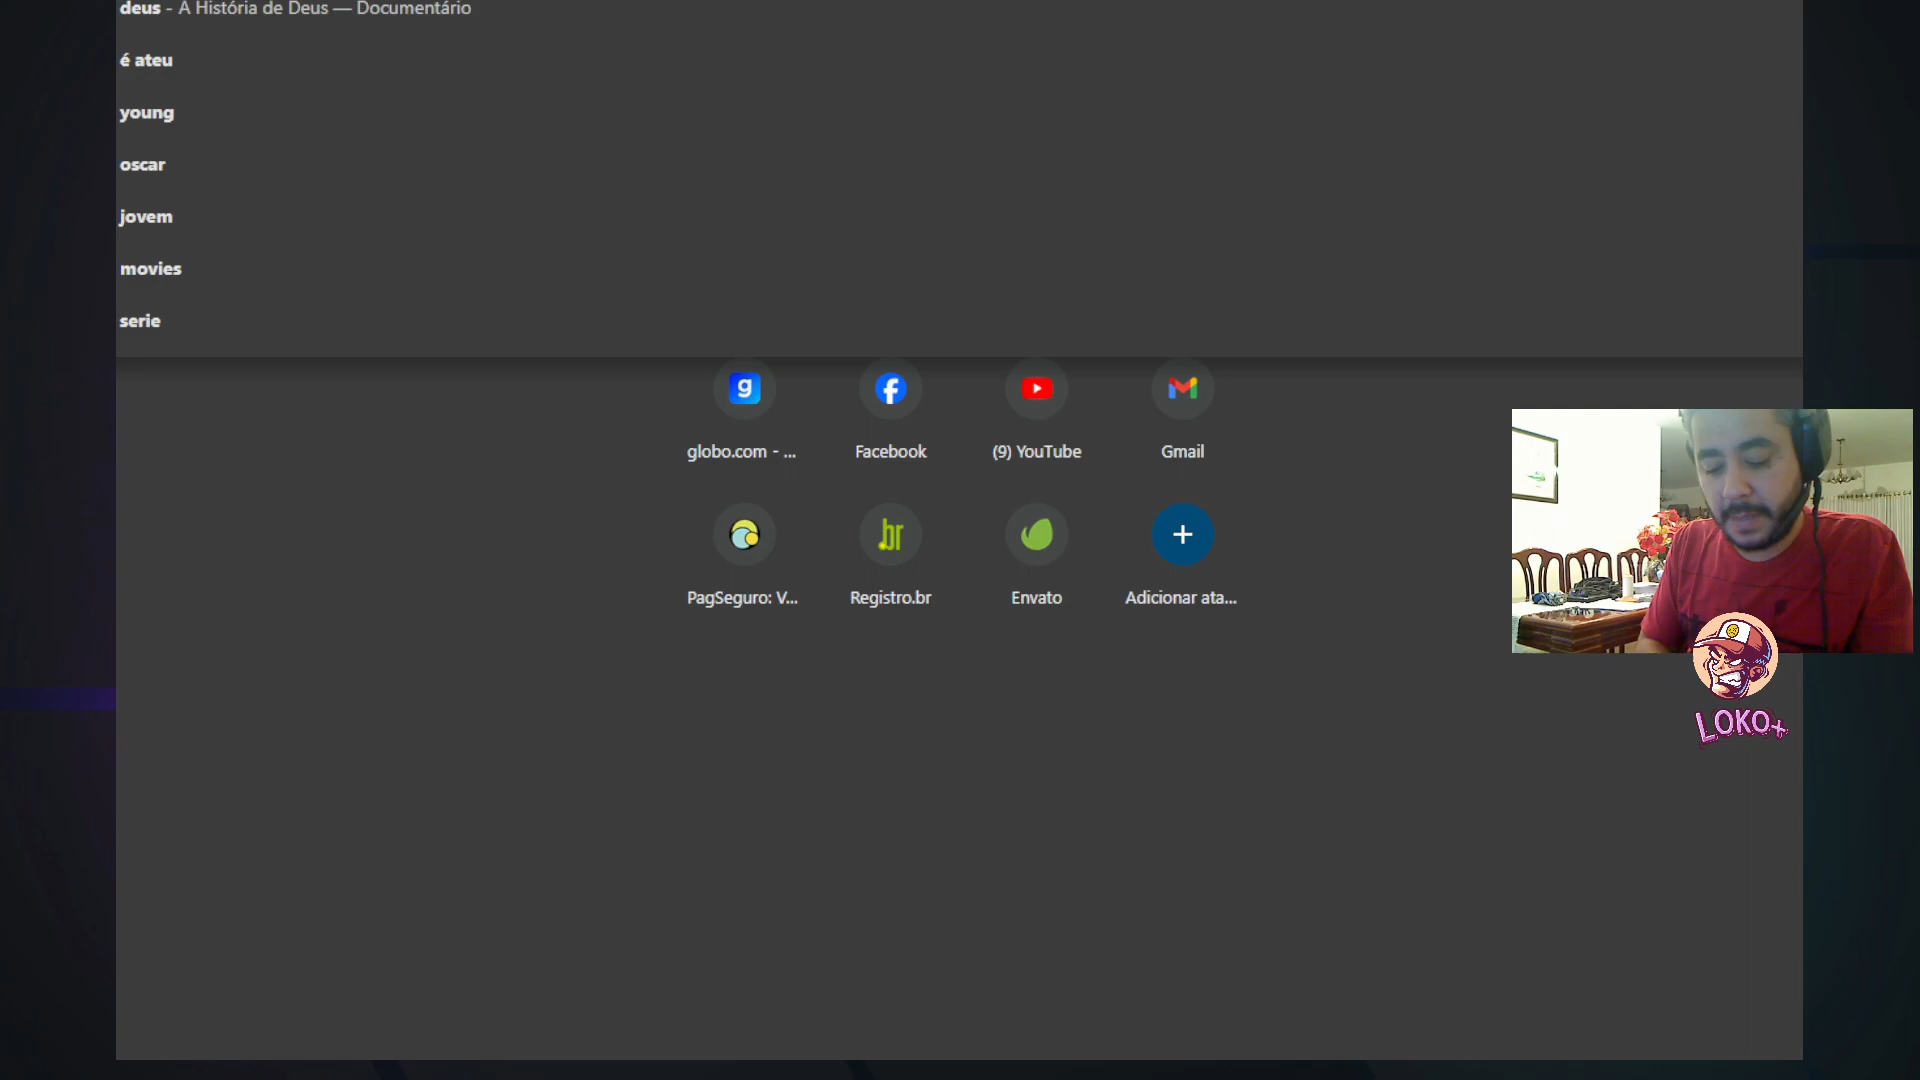 deus - A História de Deus — Documentário
é ateu
young
oscar
jovem
movies
serie
globo.com - ...
Facebook
(9) YouTube
Gmail
PagSeguro: V...
Registro.br
Envato
Adicionar ata...
LOKO+